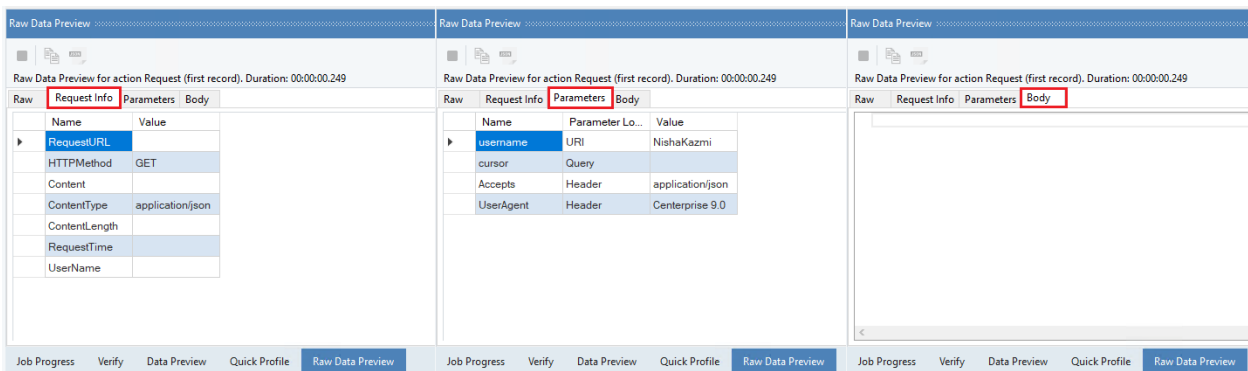 Raw Data Preview
Raw Data Preview for action Request (first record). Duration: 00:00:00.249
Raw Request Info Parameters Body
Name Value
RequestURL
HTTPMethod GET
Content
ContentType application/json
ContentLength
RequestTime
UserName
Job Progress Verify Data Preview Quick Profile Raw Data Preview
Raw Data Preview
Raw Data Preview for action Request (first record). Duration: 00:00:00.249
Raw Request Info Parameters Body
Name Parameter Lo... Value
username URI NishaKazmi
cursor Query
Accepts Header application/json
UserAgent Header Centerprise 9.0
Job Progress Verify Data Preview Quick Profile Raw Data Preview
Raw Data Preview
Raw Data Preview for action Request (first record). Duration: 00:00:00.249
Raw Request Info Parameters Body
Job Progress Verify Data Preview Quick Profile Raw Data Preview